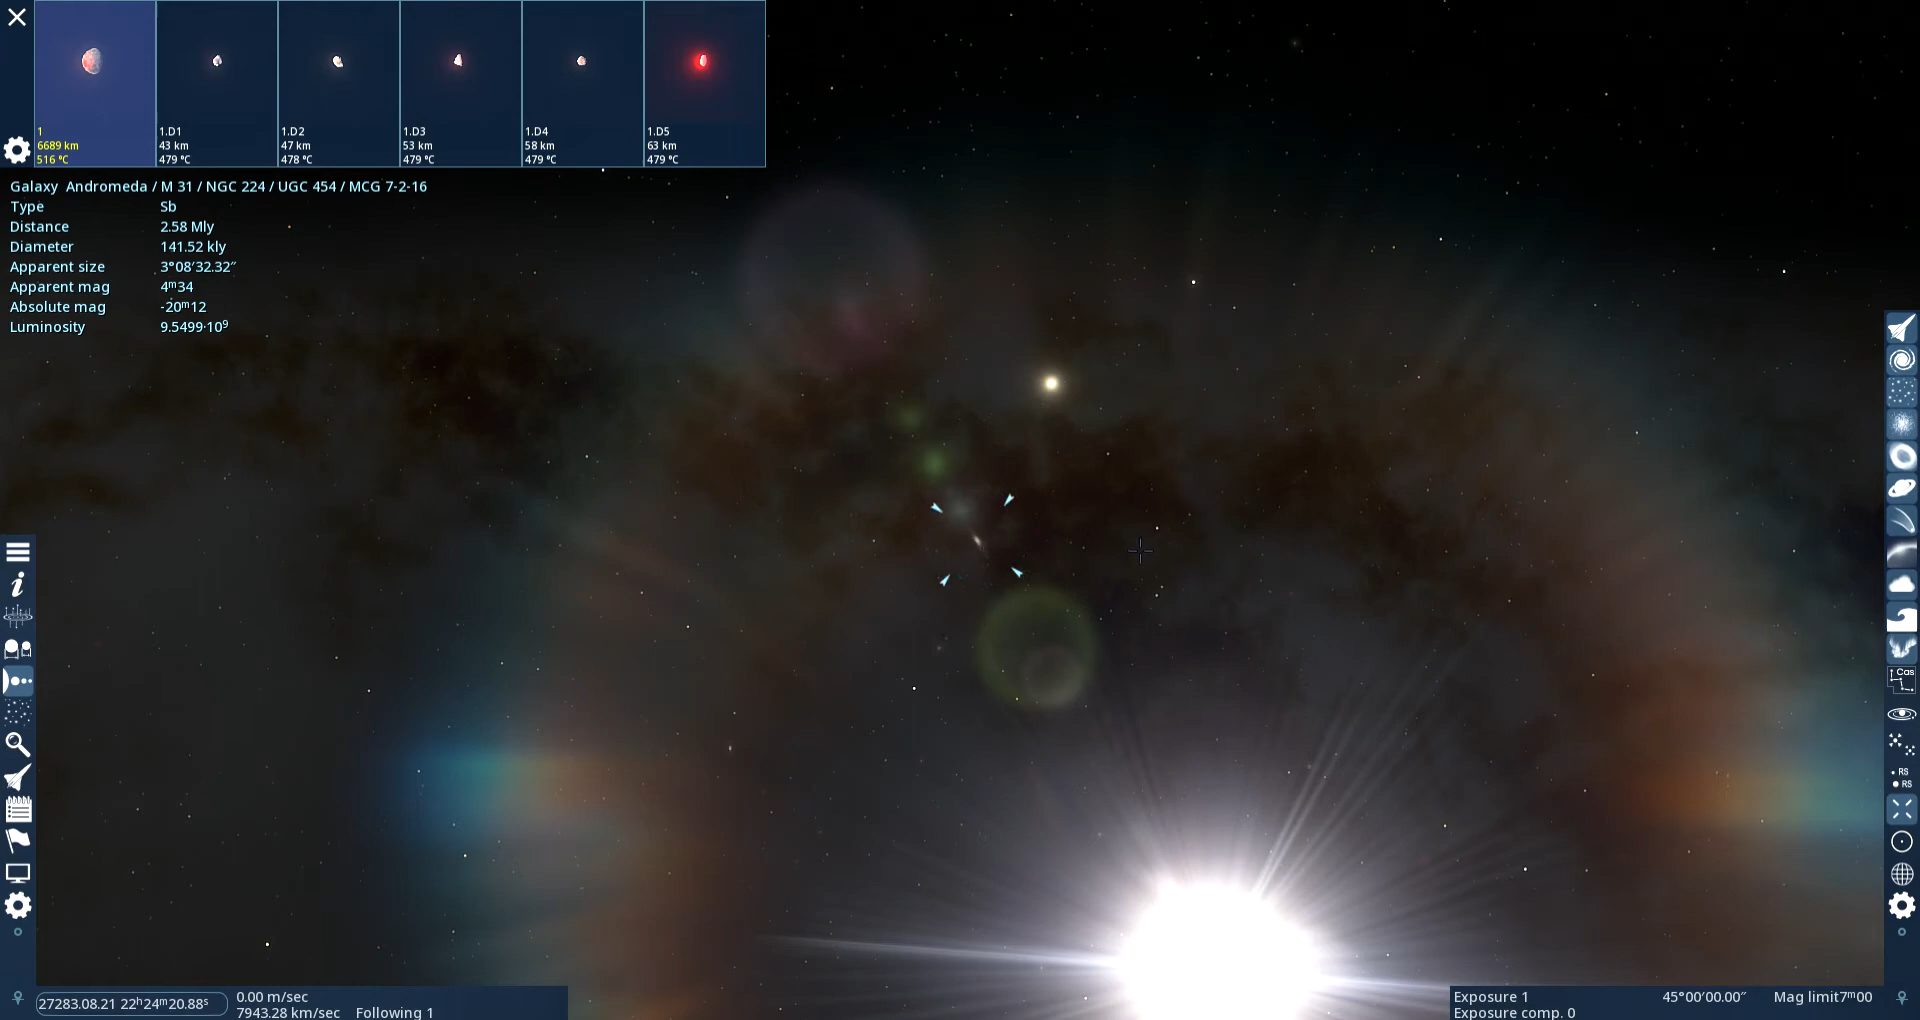 1
6689 km
516 °C
1.D1
43 km
479 °C
1.D2
47 km
478 °C
1.D3
53 km
479 °C
1.D4
58 km
479 °C
1.D5
63 km
479 °C
Galaxy Andromeda / M 31 / NGC 224 / UGC 454 / MCG 7-2-16
Type Sb
Distance 2.58 Mly
Diameter 141.52 kly
Apparent size 3°08′32.32″
Apparent mag 4ᵐ34
Absolute mag -20ᵐ12
Luminosity 9.5499·10⁹
Cas
RS
RS
27283.08.21 22ʰ24ᵐ20.88ˢ
0.00 m/sec
7943.28 km/sec Following 1
Exposure 1 45°00′00.00″ Mag limit7ᵐ00
Exposure comp. 0